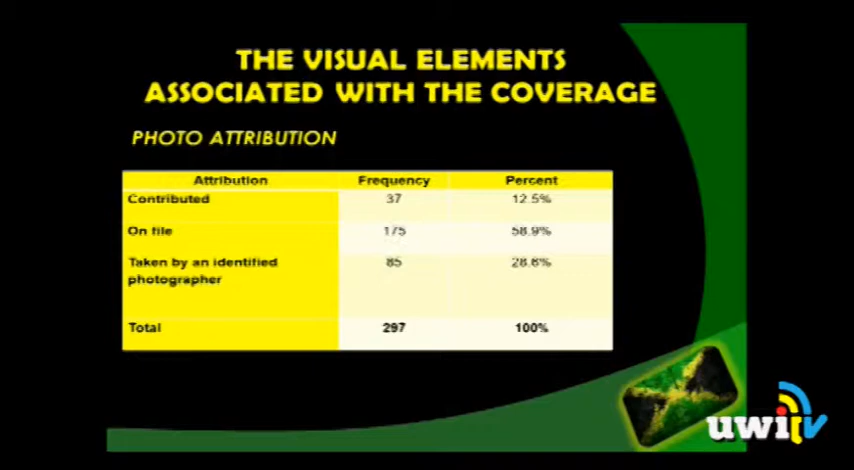 THE VISUAL ELEMENTS
ASSOCIATED WITH THE COVERAGE
PHOTO ATTRIBUTION
Attribution Frequency Percent
Contributed 37 12.5%
On file 175 58.9%
Taken by an identified 85 28.6%
photographer
Total 297 100%
uwitv